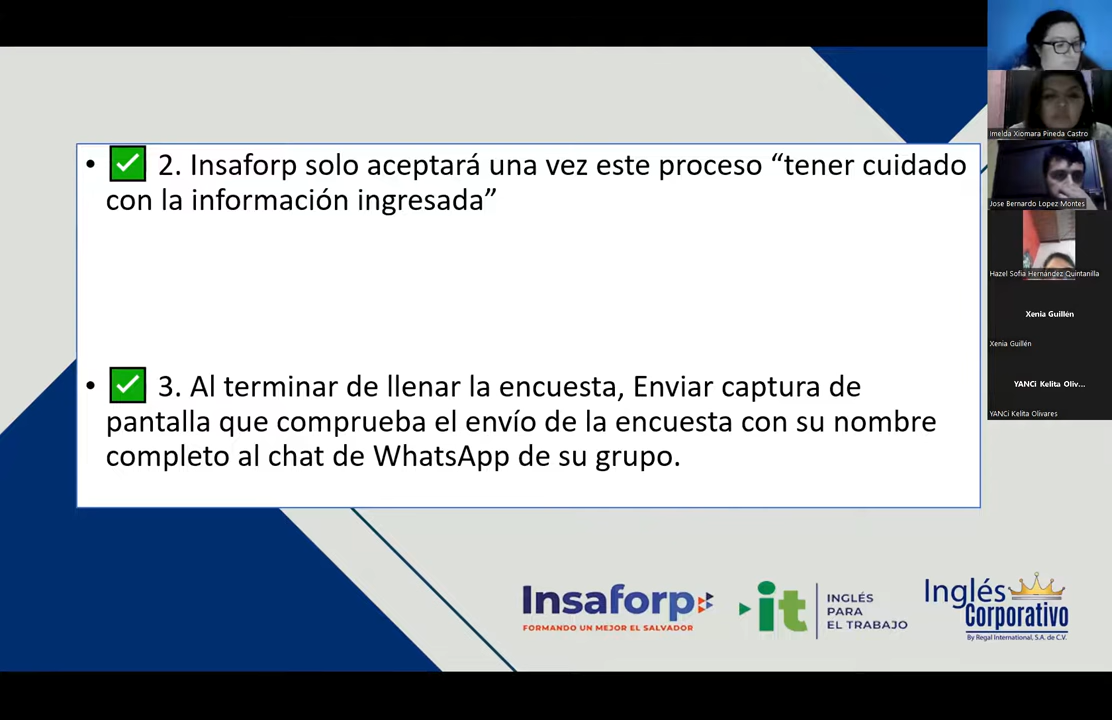 • ✅ 2. Insaforp solo aceptará una vez este proceso “tener cuidado
con la información ingresada”
• ✅ 3. Al terminar de llenar la encuesta, Enviar captura de
pantalla que comprueba el envío de la encuesta con su nombre
completo al chat de WhatsApp de su grupo.
Insaforp
FORMANDO UN MEJOR EL SALVADOR
it
INGLÉS
PARA
EL TRABAJO
Inglés
Corporativo
By Regal International, S.A. de C.V.
Imelda Xiomara Pineda Castro
Jose Bernardo Lopez Montes
Hazel Sofia Hernández Quintanilla
Xenia Guillén
Xenia Guillén
YANCi Kelita Oliv...
YANCi Kelita Olivares